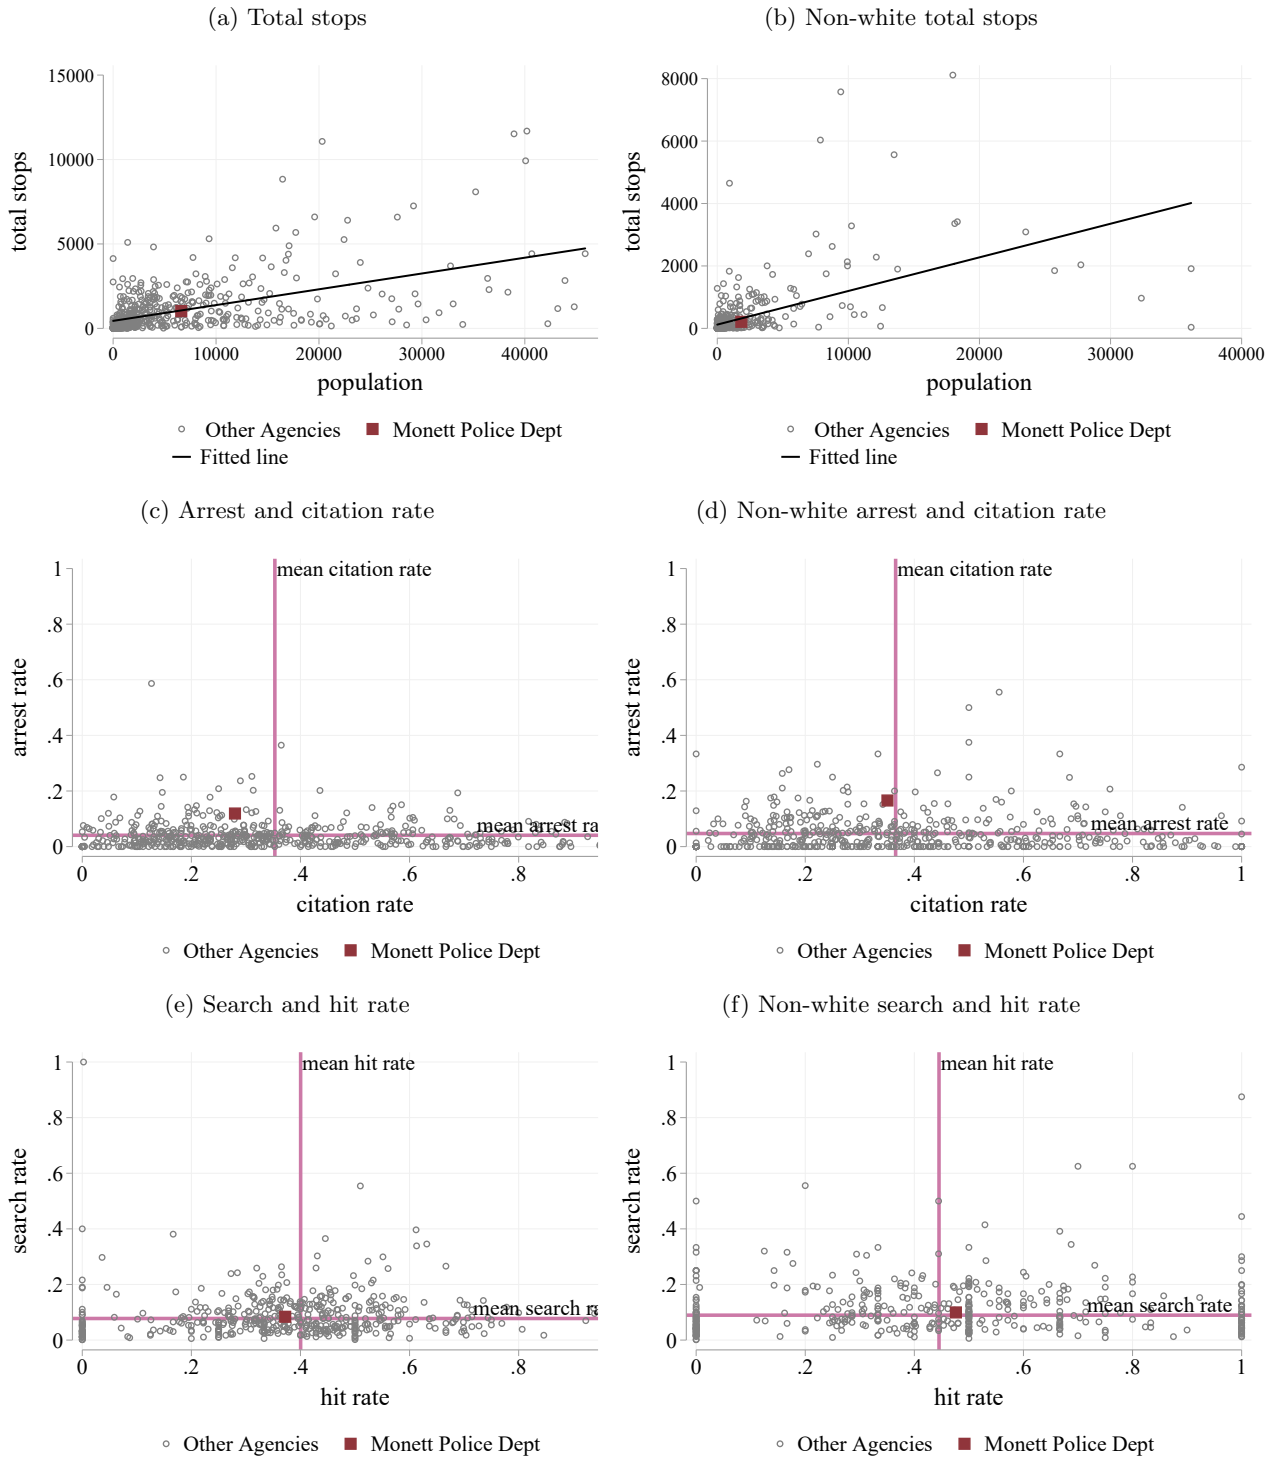 (a) Total stops
(b) Non-white total stops
total stops
15000
10000
5000
0
0 10000 20000 30000 40000
population
Other Agencies Monett Police Dept
Fitted line
total stops
8000
6000
4000
2000
0
0 10000 20000 30000 40000
population
Other Agencies Monett Police Dept
Fitted line
(c) Arrest and citation rate
(d) Non-white arrest and citation rate
arrest rate
1
.8
.6
.4
.2
0
mean citation rate
mean arrest ra
0 .2 .4 .6 .8
citation rate
Other Agencies Monett Police Dept
arrest rate
1
.8
.6
.4
.2
0
mean citation rate
mean arrest rate
0 .2 .4 .6 .8 1
citation rate
Other Agencies Monett Police Dept
(e) Search and hit rate
(f) Non-white search and hit rate
search rate
1
.8
.6
.4
.2
0
mean hit rate
mean search ra
0 .2 .4 .6 .8
hit rate
Other Agencies Monett Police Dept
search rate
1
.8
.6
.4
.2
0
mean hit rate
mean search rate
0 .2 .4 .6 .8 1
hit rate
Other Agencies Monett Police Dept